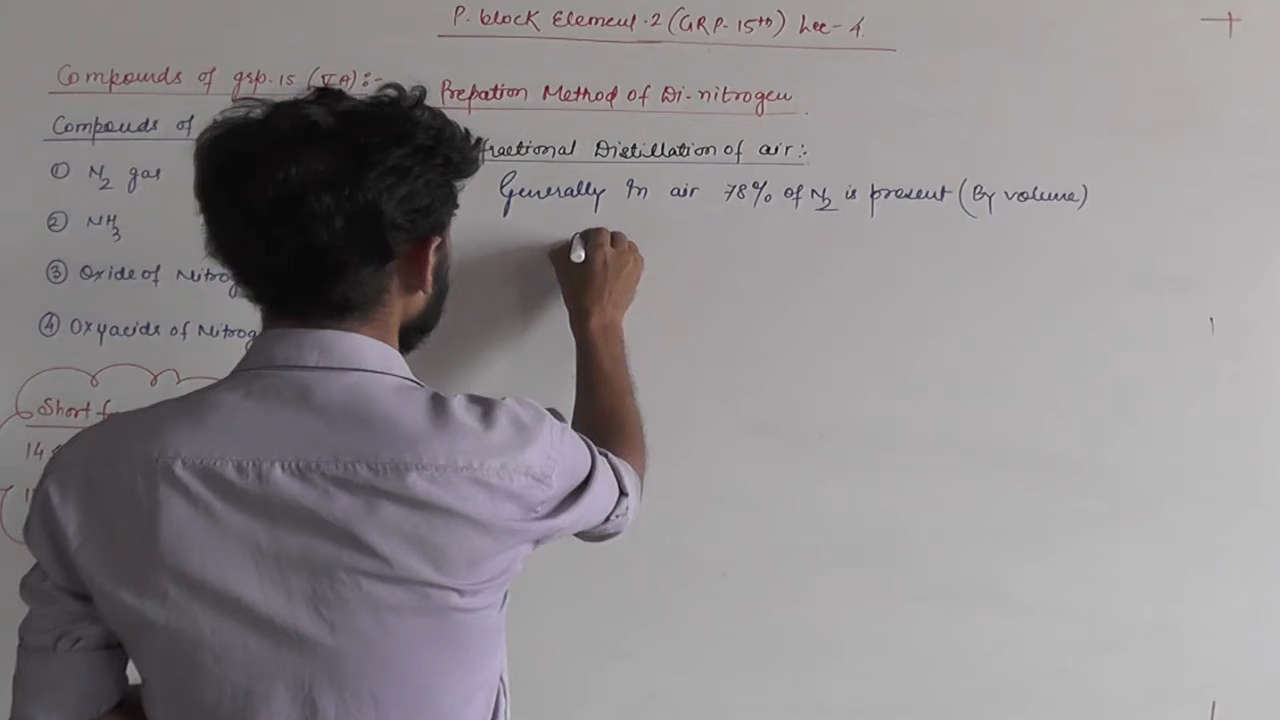 P. block Element.2 (GRP-15th) Lec-4.
Compounds of grp.15 (VA):-
Compounds of
① N2 gas
② NH3
③ Oxide of Nitrog
④ Oxyacids of Nitrog
Short
14
Prepation Method of Di-nitrogen
fractional Distillation of air:
Generally In air 78% of N2 is present (By volume)